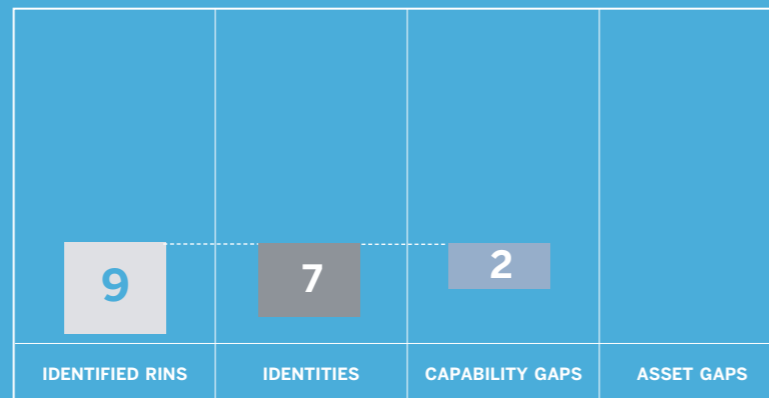 9
7
2
IDENTIFIED RINS
IDENTITIES
CAPABILITY GAPS
ASSET GAPS